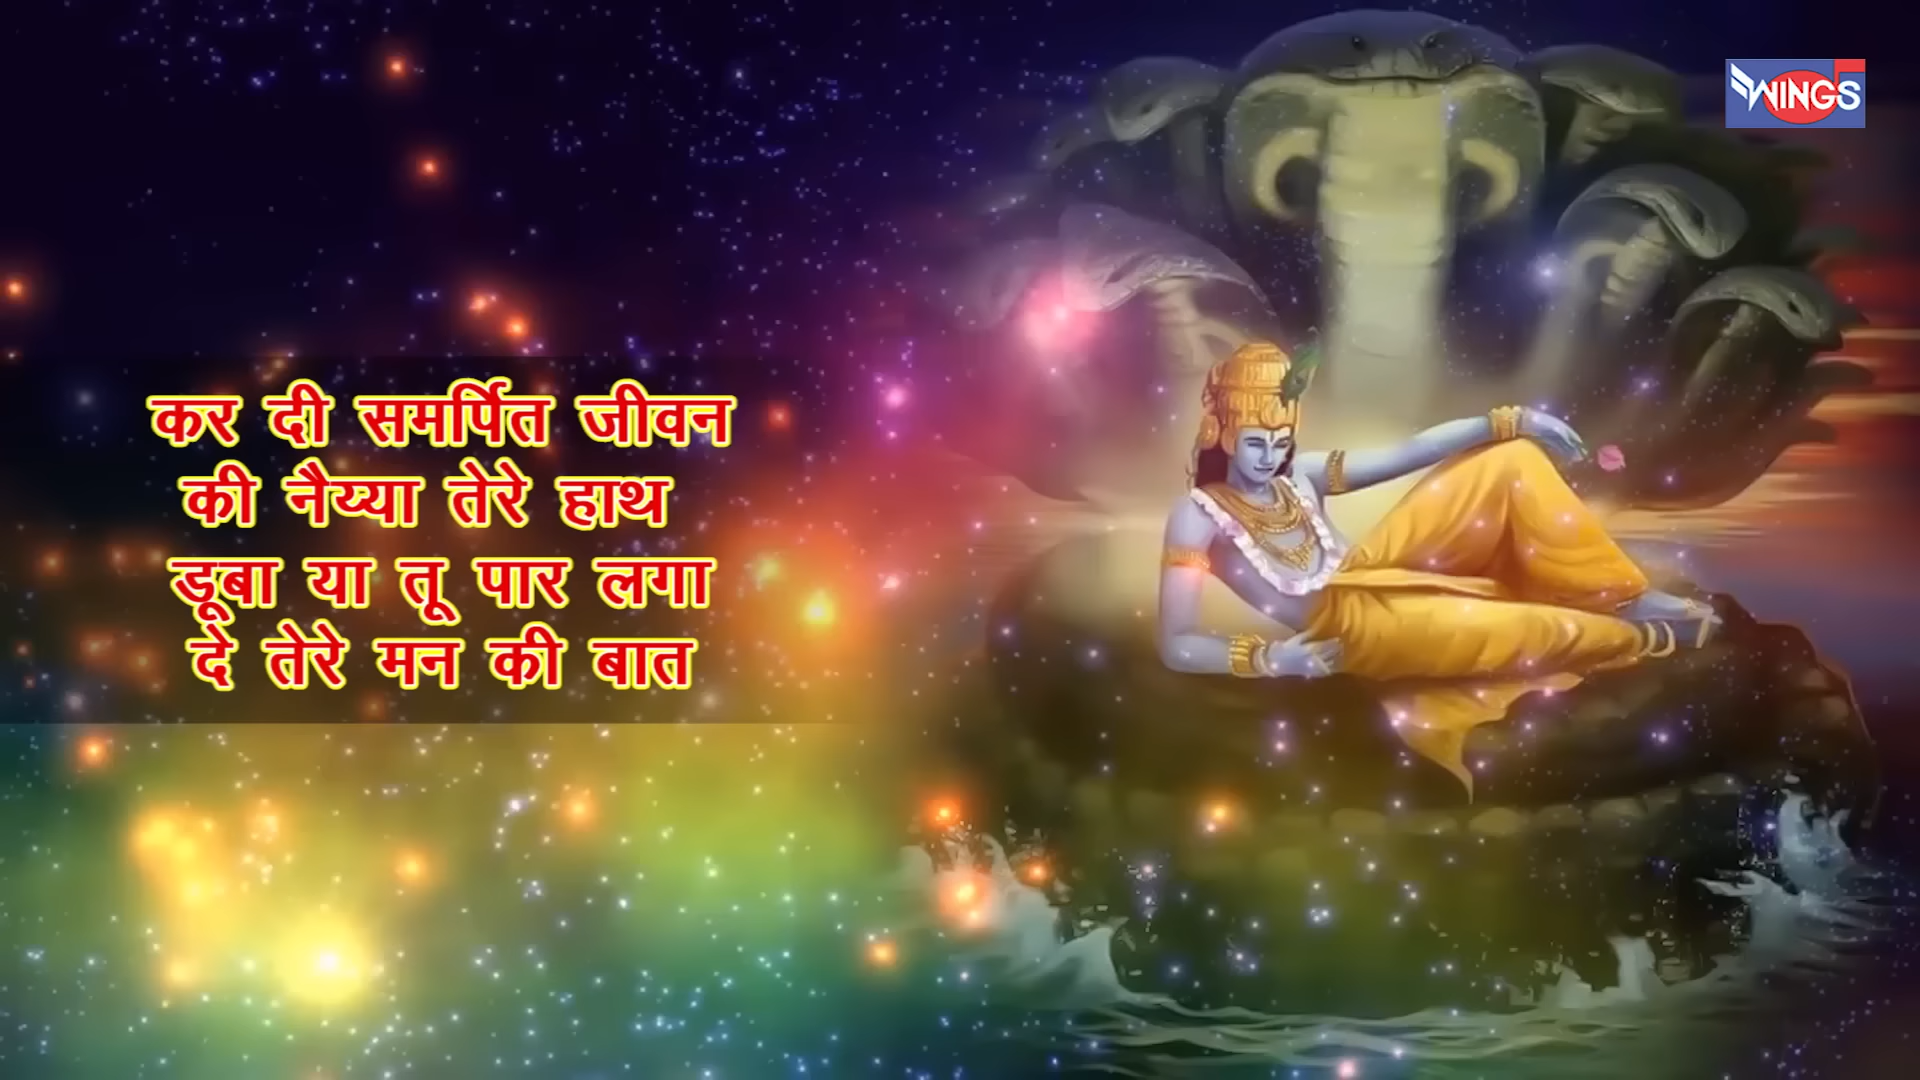 WINGS
कर दी समर्पित जीवन
की नैय्या तेरे हाथ
डूबा या तू पार लगा
दे तेरे मन की बात